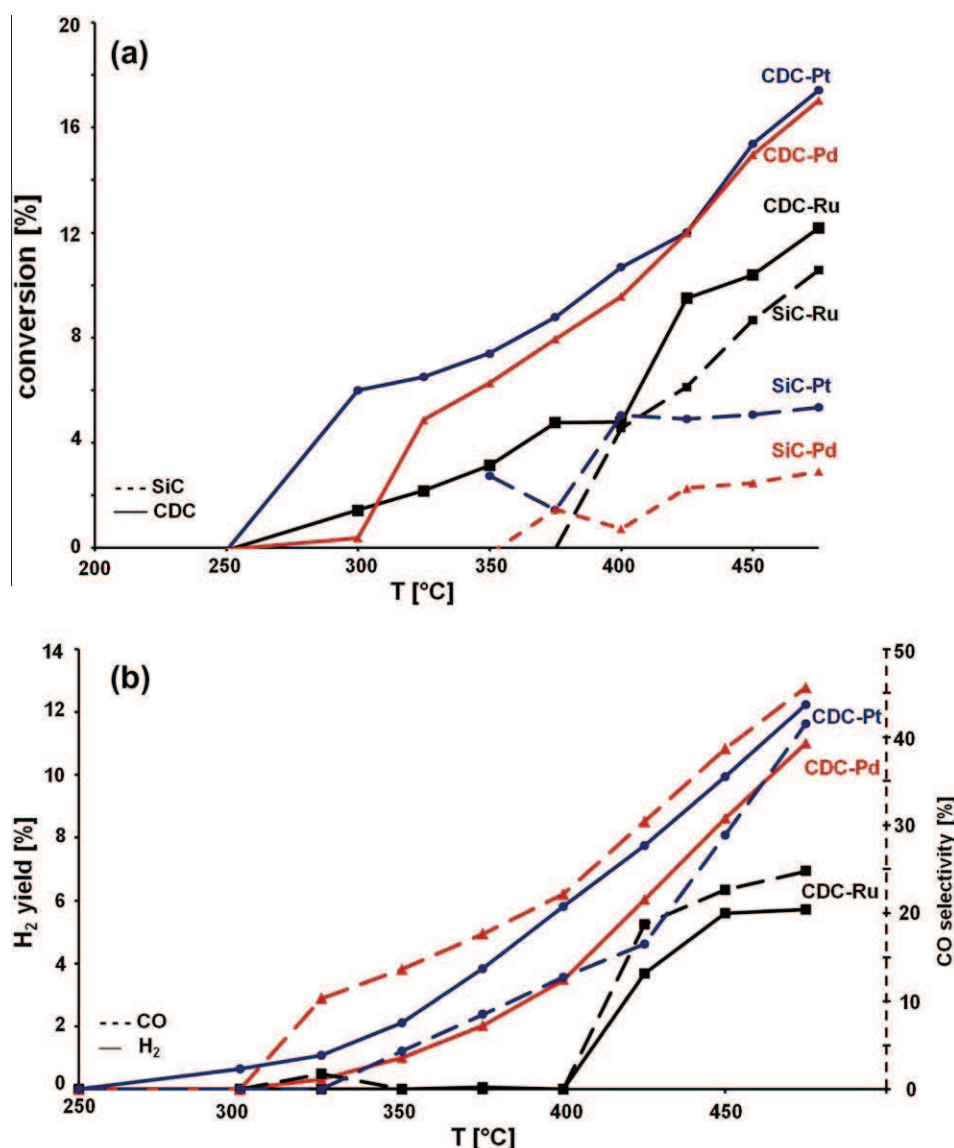 (a)
20
16
12
8
4
0
conversion [%]
CDC-Pt
CDC-Pd
CDC-Ru
SiC-Ru
SiC-Pt
SiC-Pd
SiC
CDC
200
250
300
350
400
450
T [°C]
(b)
14
12
10
8
6
4
2
0
H₂ yield [%]
CDC-Pt
CDC-Pd
CDC-Ru
CO
H₂
50
40
30
20
10
0
CO selectivity [%]
250
300
350
400
450
T [°C]